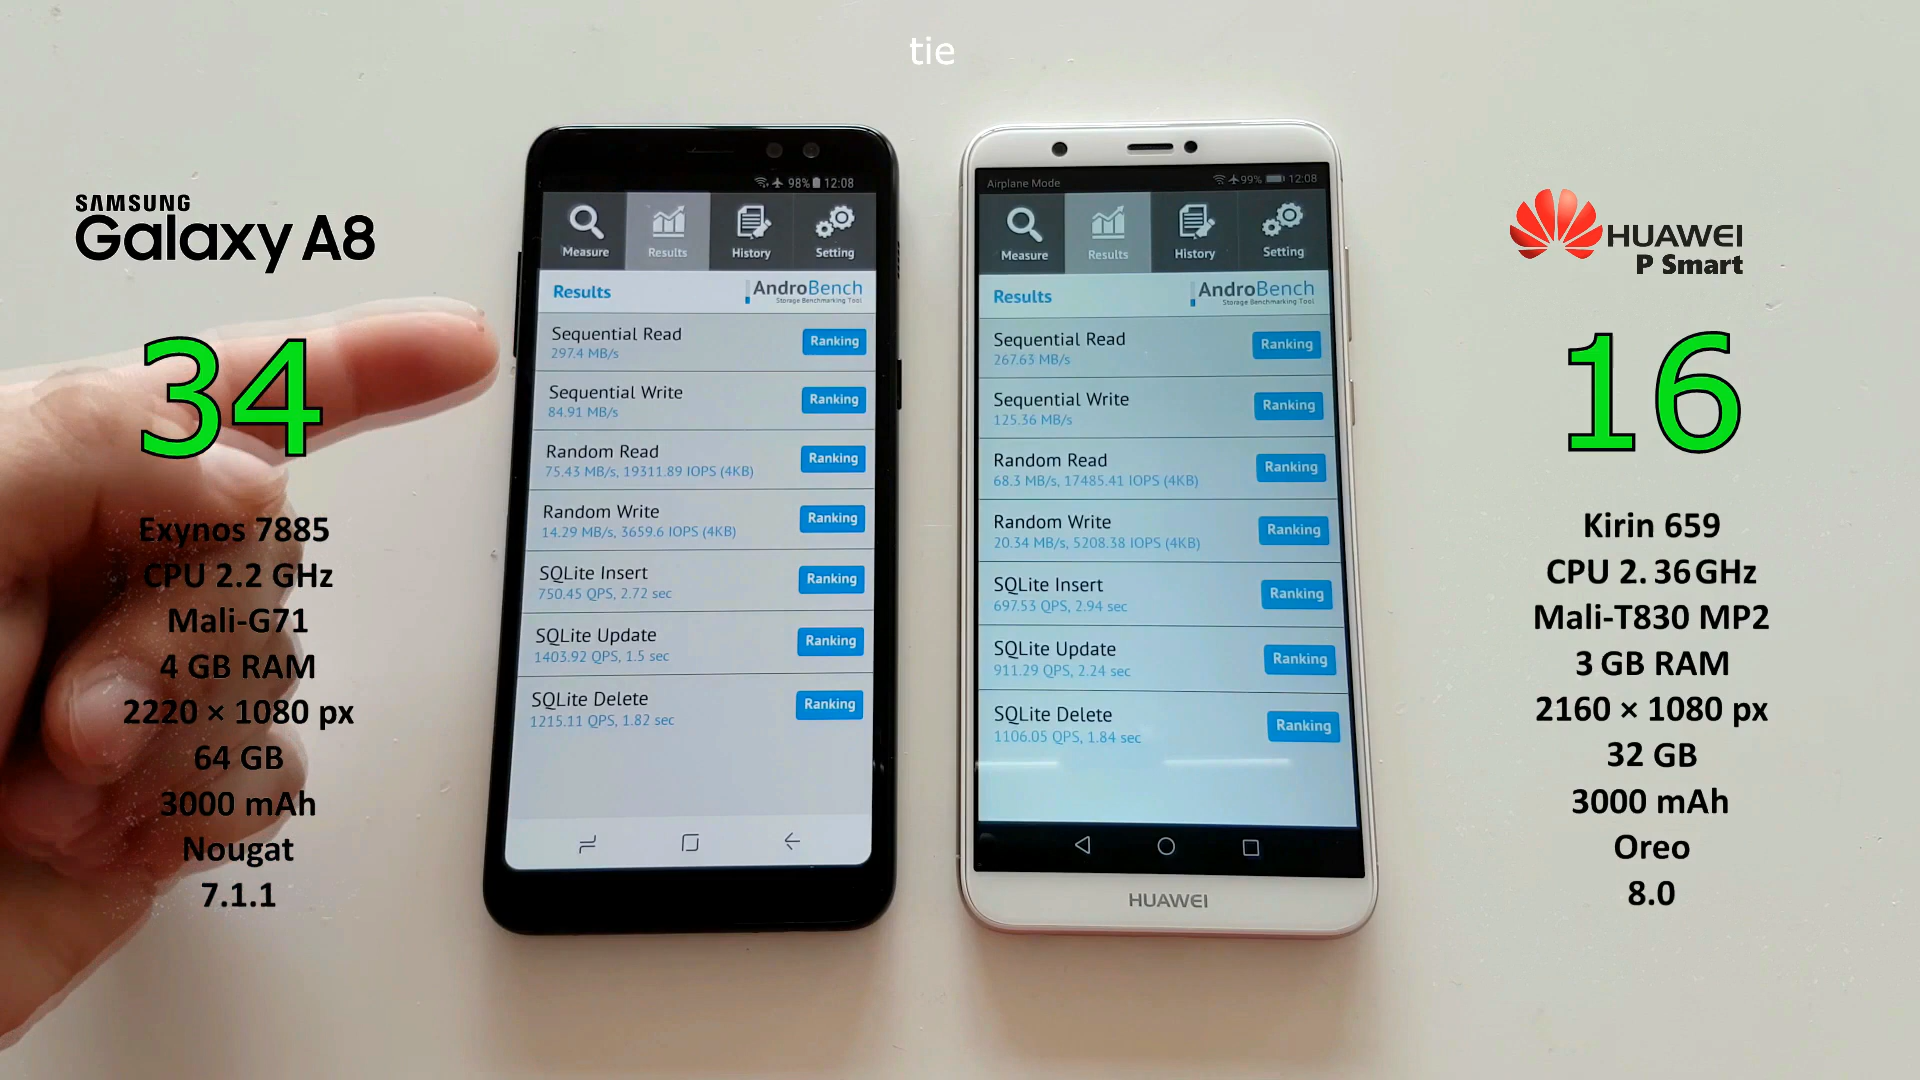 tie
SAMSUNG
Galaxy A8
34
Exynos 7885
CPU 2.2 GHz
Mali-G71
4 GB RAM
2220 × 1080 px
64 GB
3000 mAh
Nougat
7.1.1
98% 12:08
Measure Results History Setting
Results AndroBench
Storage Benchmarking Tool
Sequential Read Ranking
297.4 MB/s
Sequential Write Ranking
84.91 MB/s
Random Read Ranking
75.43 MB/s, 19311.89 IOPS (4KB)
Random Write Ranking
14.29 MB/s, 3659.6 IOPS (4KB)
SQLite Insert Ranking
750.45 QPS, 2.72 sec
SQLite Update Ranking
1403.92 QPS, 1.5 sec
SQLite Delete Ranking
1215.11 QPS, 1.82 sec
Airplane Mode 99% 12:08
Measure Results History Setting
Results AndroBench
Storage Benchmarking Tool
Sequential Read Ranking
267.63 MB/s
Sequential Write Ranking
125.36 MB/s
Random Read Ranking
68.3 MB/s, 17485.41 IOPS (4KB)
Random Write Ranking
20.34 MB/s, 5208.38 IOPS (4KB)
SQLite Insert Ranking
697.53 QPS, 2.94 sec
SQLite Update Ranking
911.29 QPS, 2.24 sec
SQLite Delete Ranking
1106.05 QPS, 1.84 sec
HUAWEI
HUAWEI
P Smart
16
Kirin 659
CPU 2.36GHz
Mali-T830 MP2
3 GB RAM
2160 × 1080 px
32 GB
3000 mAh
Oreo
8.0